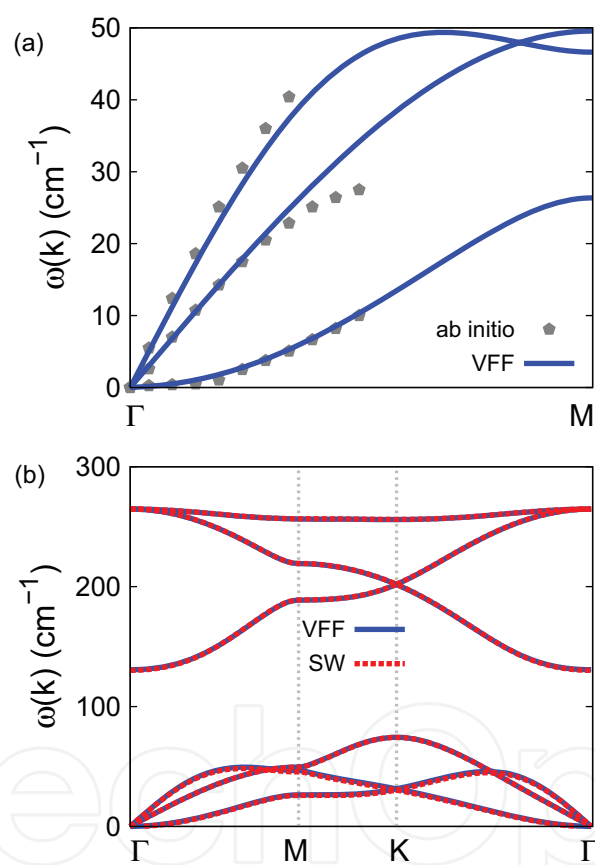 (a)
50
40
30
20
10
0
ω(k) (cm⁻¹)
ab initio
VFF
Γ
M
(b)
300
200
100
0
ω(k) (cm⁻¹)
VFF
SW
Γ
M
K
Γ